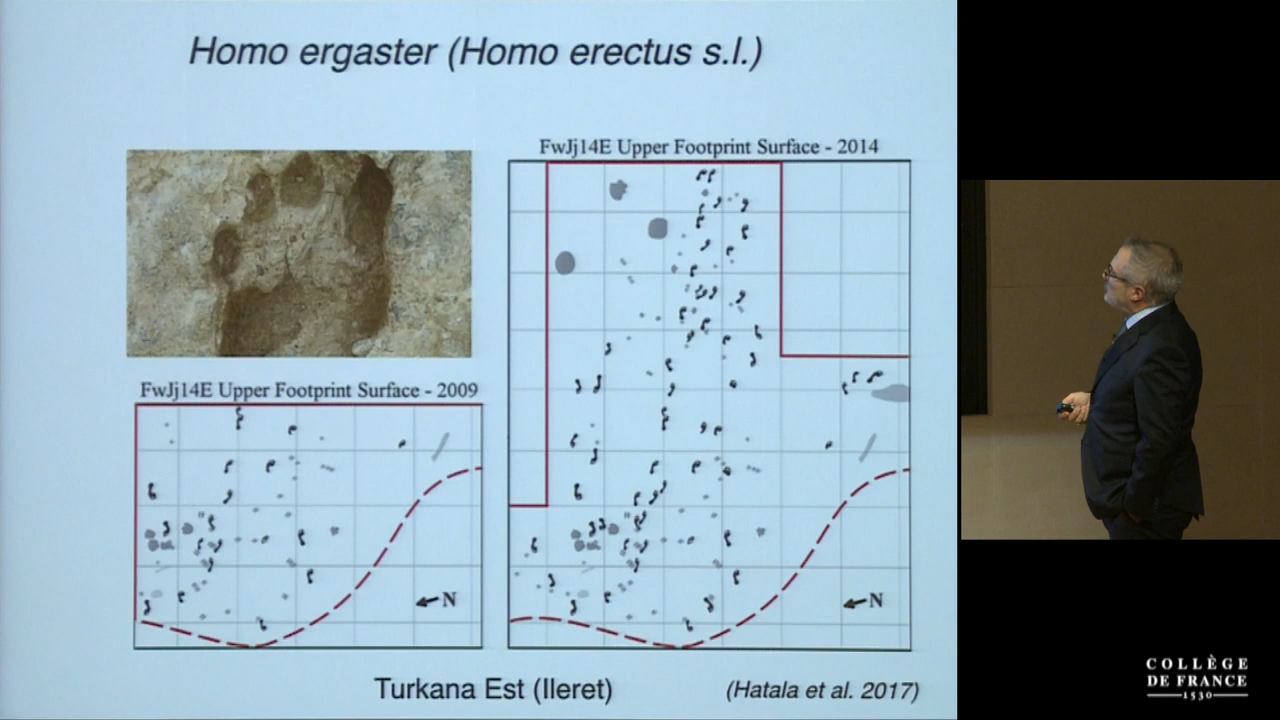 Homo ergaster (Homo erectus s.l.)
FwJj14E Upper Footprint Surface - 2014
FwJj14E Upper Footprint Surface - 2009
N
N
Turkana Est (Ileret)
(Hatala et al. 2017)
COLLÈGE
DE FRANCE
1530